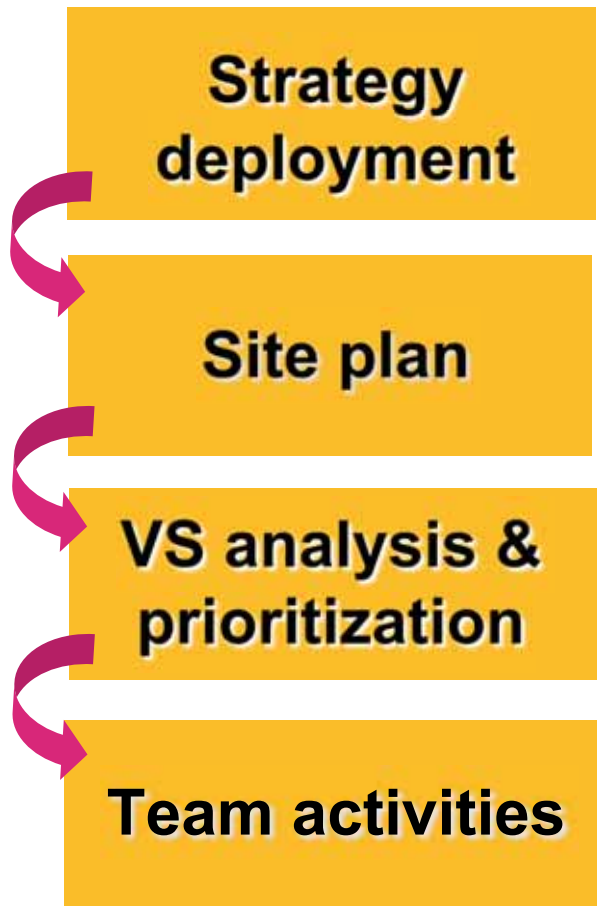 Strategy
deployment
Site plan
VS analysis &
prioritization
Team activities